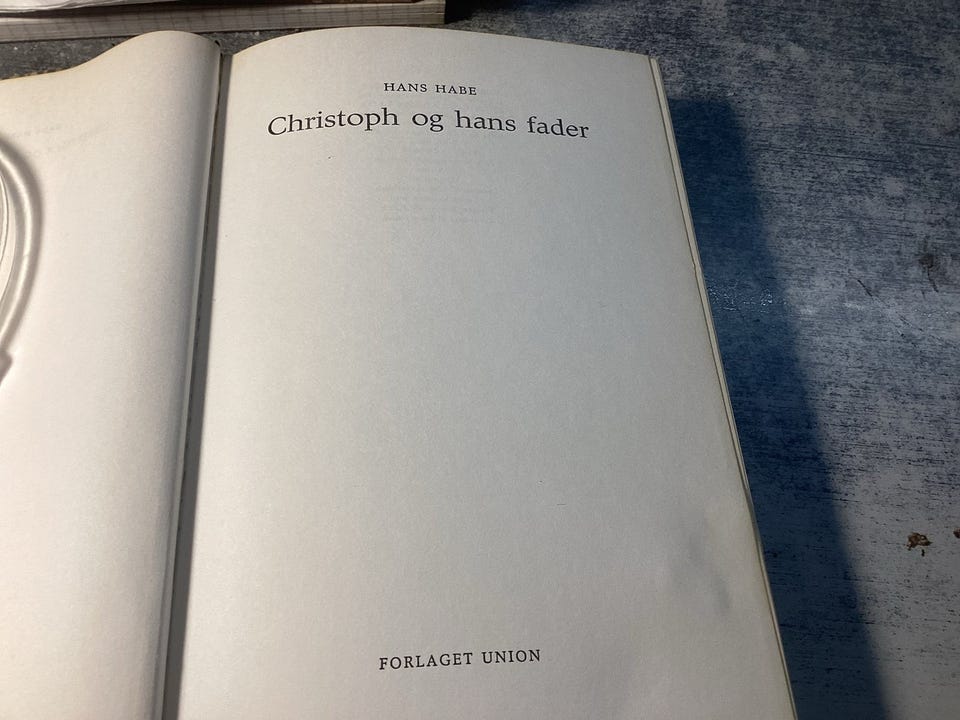 HANS HABE
Christoph og hans fader
FORLAGET UNION